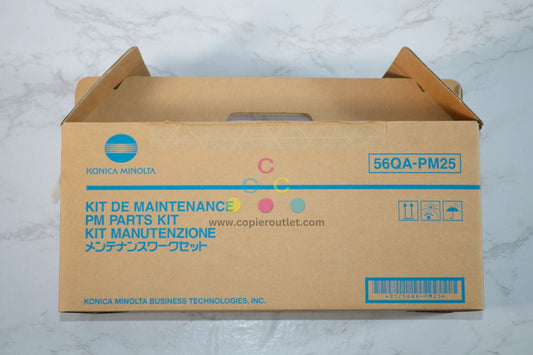 KONICA MINOLTA
56QA-PM25
KIT DE MAINTENANCE
PM PARTS KIT
KIT MANUTENZIONE
メンテナンスワークセット
C
C C
www.copieroutlet.com
KONICA MINOLTA BUSINESS TECHNOLOGIES, INC.